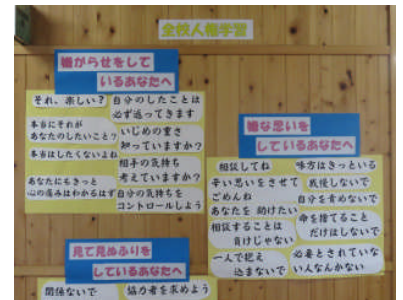 全校人権学習
嫌がらせをして
いるあなたへ
それ、楽しい?
自分のしたことは
必ず返ってきます
本当にそれが
あなたのしたいこと?
いじめの重さ
知っていますか?
本当はしたくないよね
相手の気持ち
考えていますか?
あなたにもきっと
心の痛みはわかるはず
自分の気持ちを
コントロールしよう
嫌な思いを
しているあなたへ
相談してね
味方はきっといる
辛い思いをさせて
ごめんね
我慢しないで
自分を責めないで
あなたを助けたい
命を捨てること
だけはしないで
相談することは
負けじゃない
一人で抱え
込まないで
必要とされていな
い人なんかない
見て見ぬふりを
しているあなたへ
関係ないで
協力者を求めよう